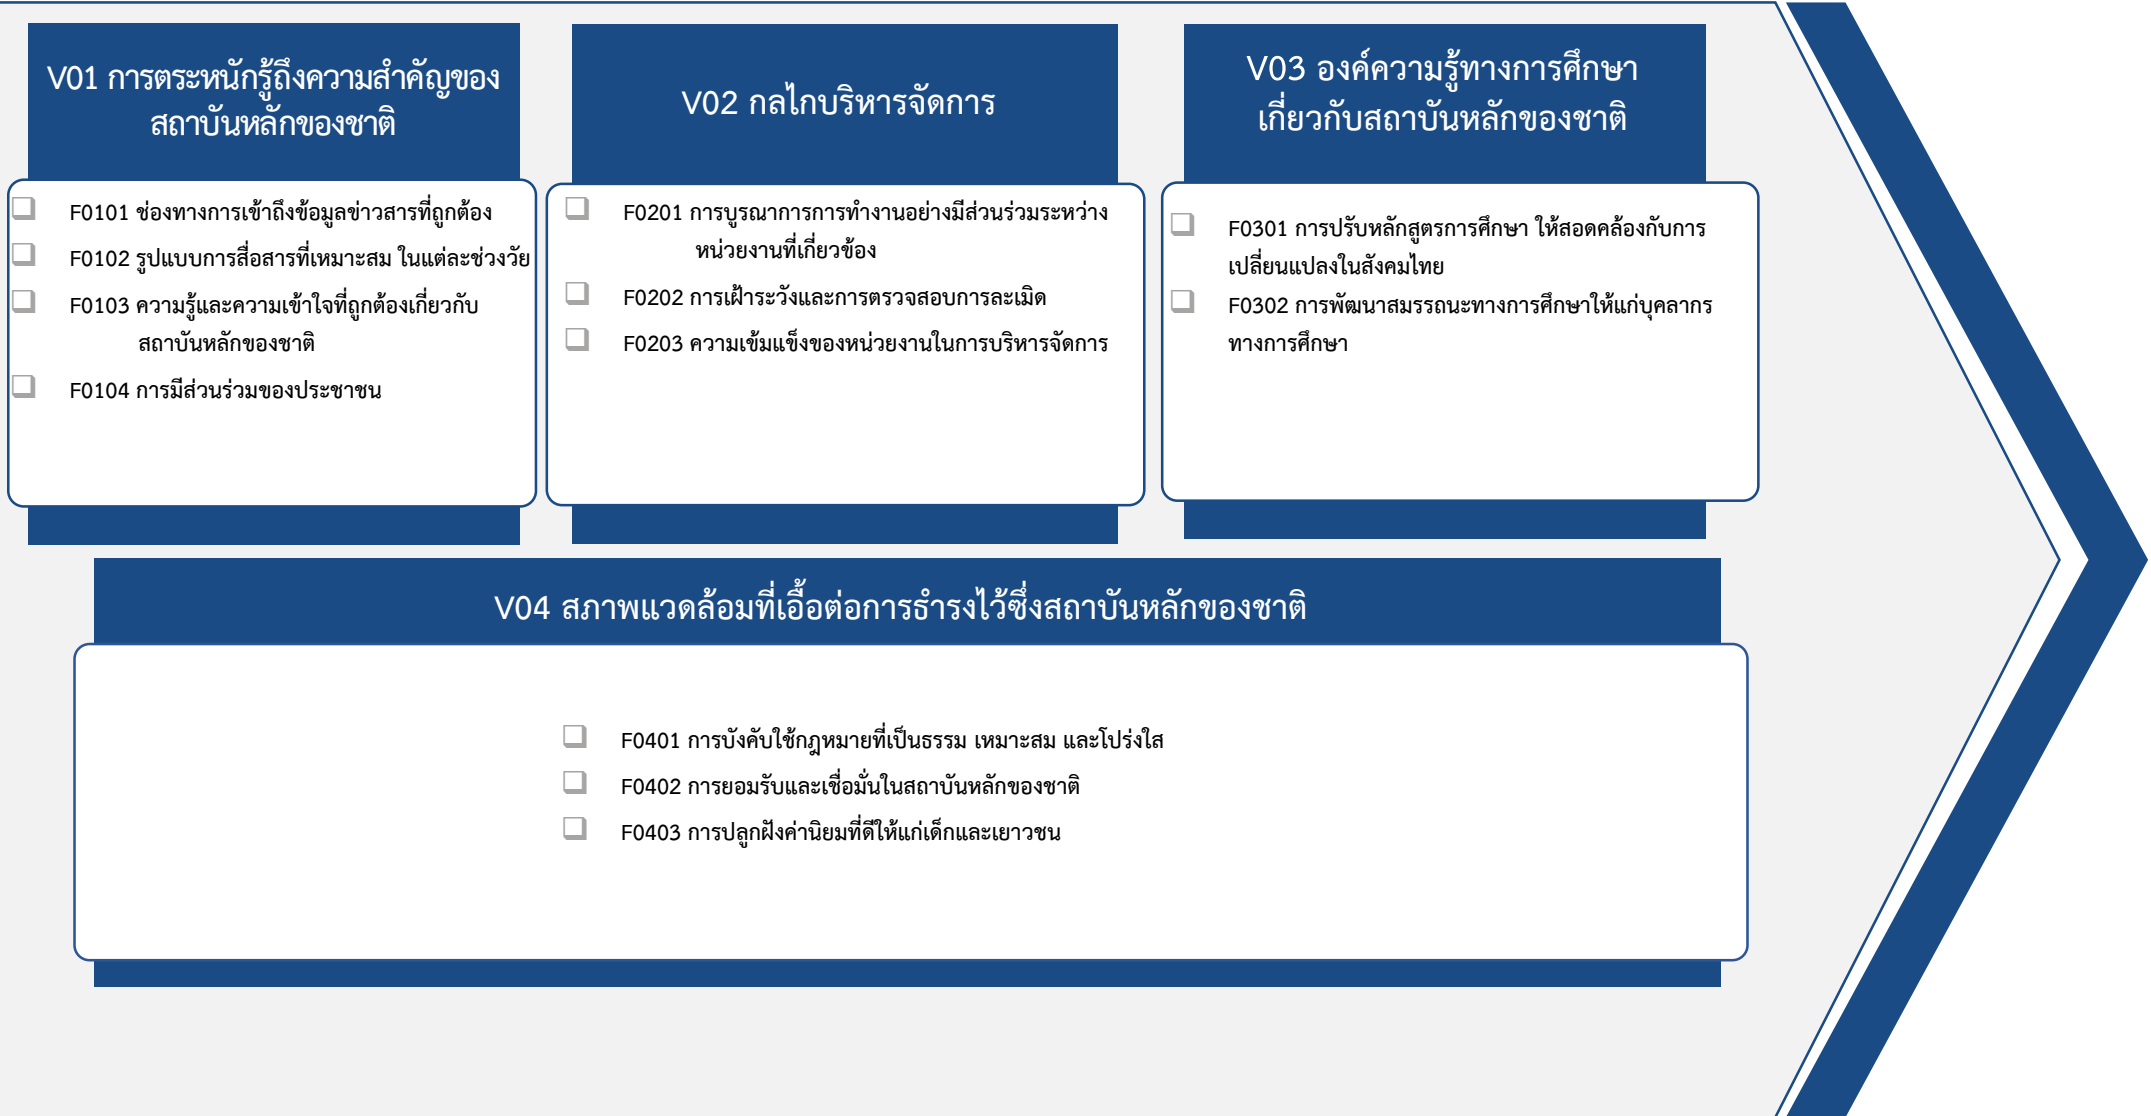 V01 การตระหนักรู้ถึงความสำคัญของ
สถาบันหลักของชาติ
F0101 ช่องทางการเข้าถึงข้อมูลข่าวสารที่ถูกต้อง
F0102 รูปแบบการสื่อสารที่เหมาะสม ในแต่ละช่วงวัย
F0103 ความรู้และความเข้าใจที่ถูกต้องเกี่ยวกับ
สถาบันหลักของชาติ
F0104 การมีส่วนร่วมของประชาชน
V02 กลไกบริหารจัดการ
F0201 การบูรณาการการทำงานอย่างมีส่วนร่วมระหว่าง
หน่วยงานที่เกี่ยวข้อง
F0202 การเฝ้าระวังและการตรวจสอบการละเมิด
F0203 ความเข้มแข็งของหน่วยงานในการบริหารจัดการ
V03 องค์ความรู้ทางการศึกษา
เกี่ยวกับสถาบันหลักของชาติ
F0301 การปรับหลักสูตรการศึกษา ให้สอดคล้องกับการ
เปลี่ยนแปลงในสังคมไทย
F0302 การพัฒนาสมรรถนะทางการศึกษาให้แก่บุคลากร
ทางการศึกษา
V04 สภาพแวดล้อมที่เอื้อต่อการธำรงไว้ซึ่งสถาบันหลักของชาติ
F0401 การบังคับใช้กฎหมายที่เป็นธรรม เหมาะสม และโปร่งใส
F0402 การยอมรับและเชื่อมั่นในสถาบันหลักของชาติ
F0403 การปลูกฝังค่านิยมที่ดีให้แก่เด็กและเยาวชน